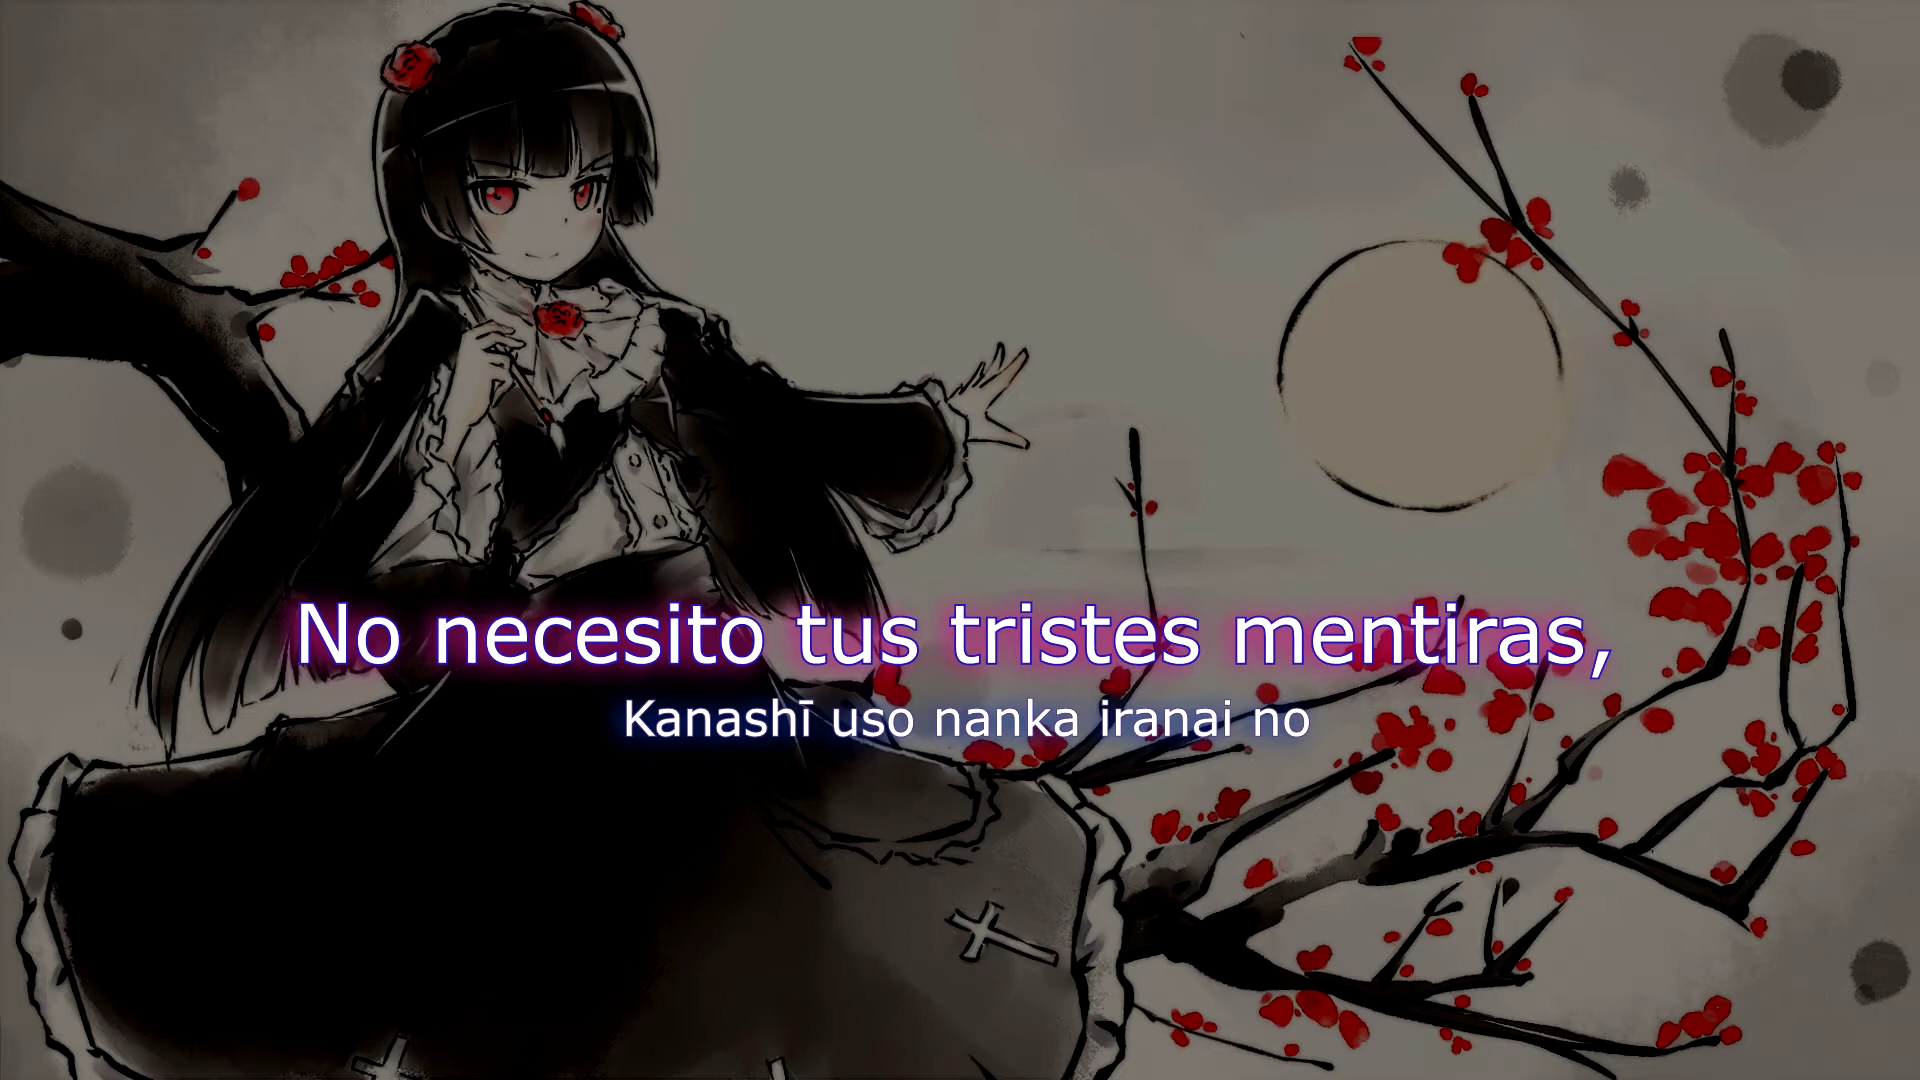 No necesito tus tristes mentiras,
Kanashī uso nanka iranai no